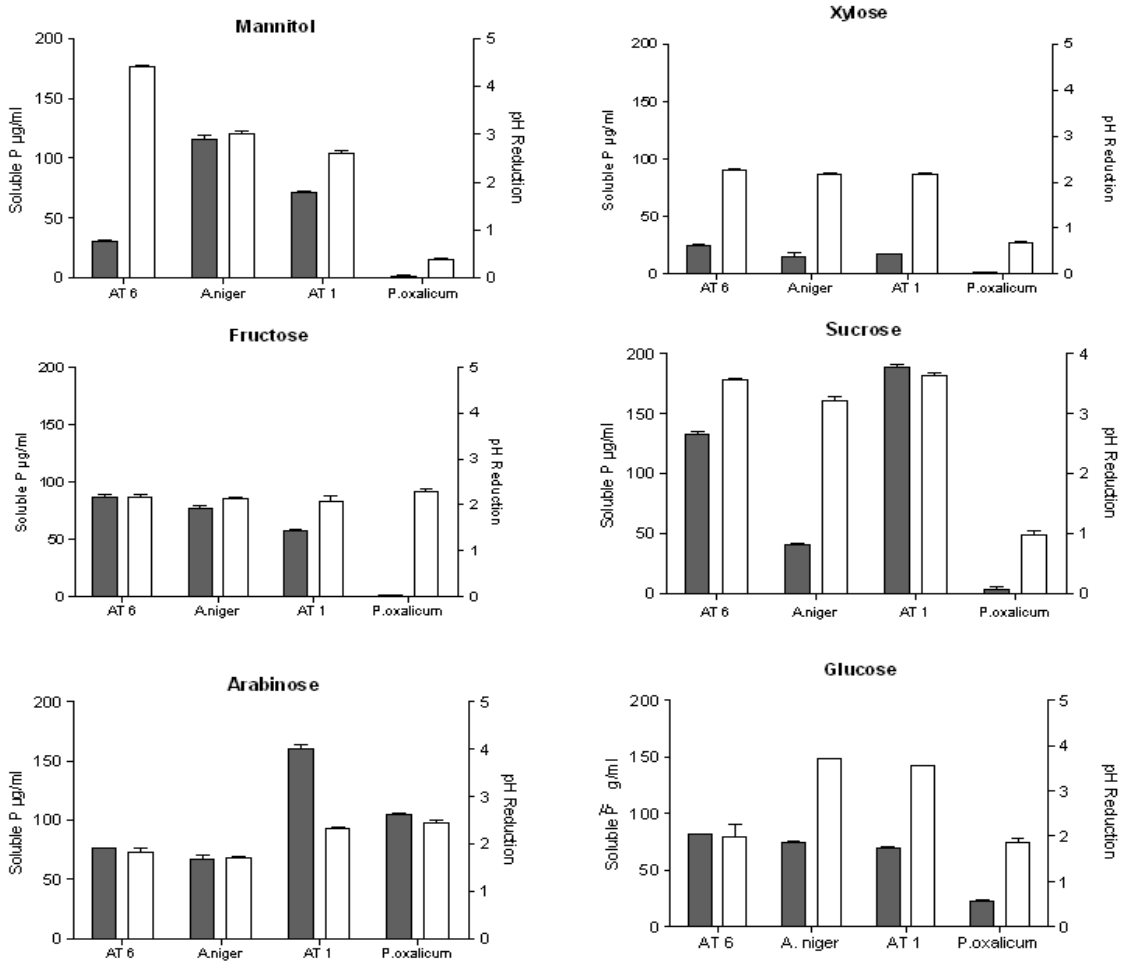 Mannitol
200
150
100
50
0
Soluble P µg/ml
5
4
3
2
1
0
pH Reduction
AT 6 A.niger AT 1 P.oxalicum
Xylose
200
150
100
50
0
Soluble P µg/ml
5
4
3
2
1
0
pH Reduction
AT 6 A.niger AT 1 P.oxalicum
Fructose
200
150
100
50
0
Soluble P µg/ml
5
4
3
2
1
0
pH Reduction
AT 6 A.niger AT 1 P.oxalicum
Sucrose
200
150
100
50
0
Soluble P µg/ml
4
3
2
1
0
pH Reduction
AT 6 A.niger AT 1 P.oxalicum
Arabinose
200
150
100
50
0
Soluble P µg/ml
5
4
3
2
1
0
pH Reduction
AT 6 A.niger AT 1 P.oxalicum
Glucose
200
150
100
50
0
Soluble P g/ml
5
4
3
2
1
0
pH Reduction
AT 6 A. niger AT 1 P.oxalicum